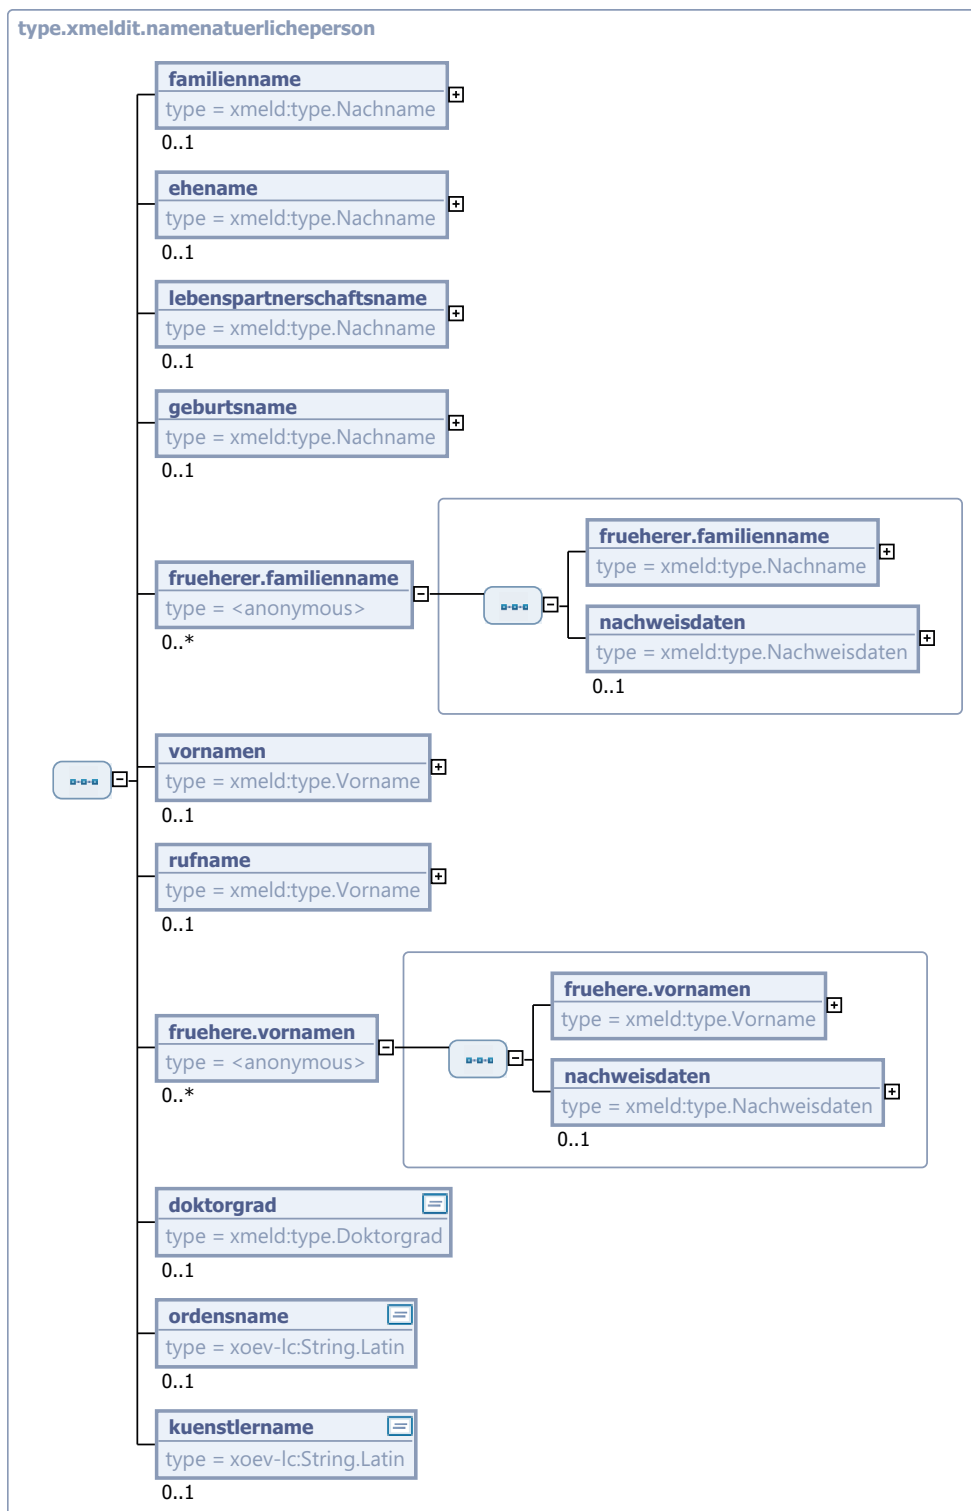 type.xmeldit.namenatuerlicheperson
familienname
type = xmeld:type.Nachname
0..1
ehename
type = xmeld:type.Nachname
0..1
lebenspartnerschaftsname
type = xmeld:type.Nachname
0..1
geburtsname
type = xmeld:type.Nachname
0..1
frueherer.familienname
type = <anonymous>
0..*
frueherer.familienname
type = xmeld:type.Nachname
nachweisdaten
type = xmeld:type.Nachweisdaten
0..1
vornamen
type = xmeld:type.Vorname
0..1
rufname
type = xmeld:type.Vorname
0..1
fruehere.vornamen
type = <anonymous>
0..*
fruehere.vornamen
type = xmeld:type.Vorname
nachweisdaten
type = xmeld:type.Nachweisdaten
0..1
doktorgrad
type = xmeld:type.Doktorgrad
0..1
ordensname
type = xoev-lc:String.Latin
0..1
kuenstlername
type = xoev-lc:String.Latin
0..1